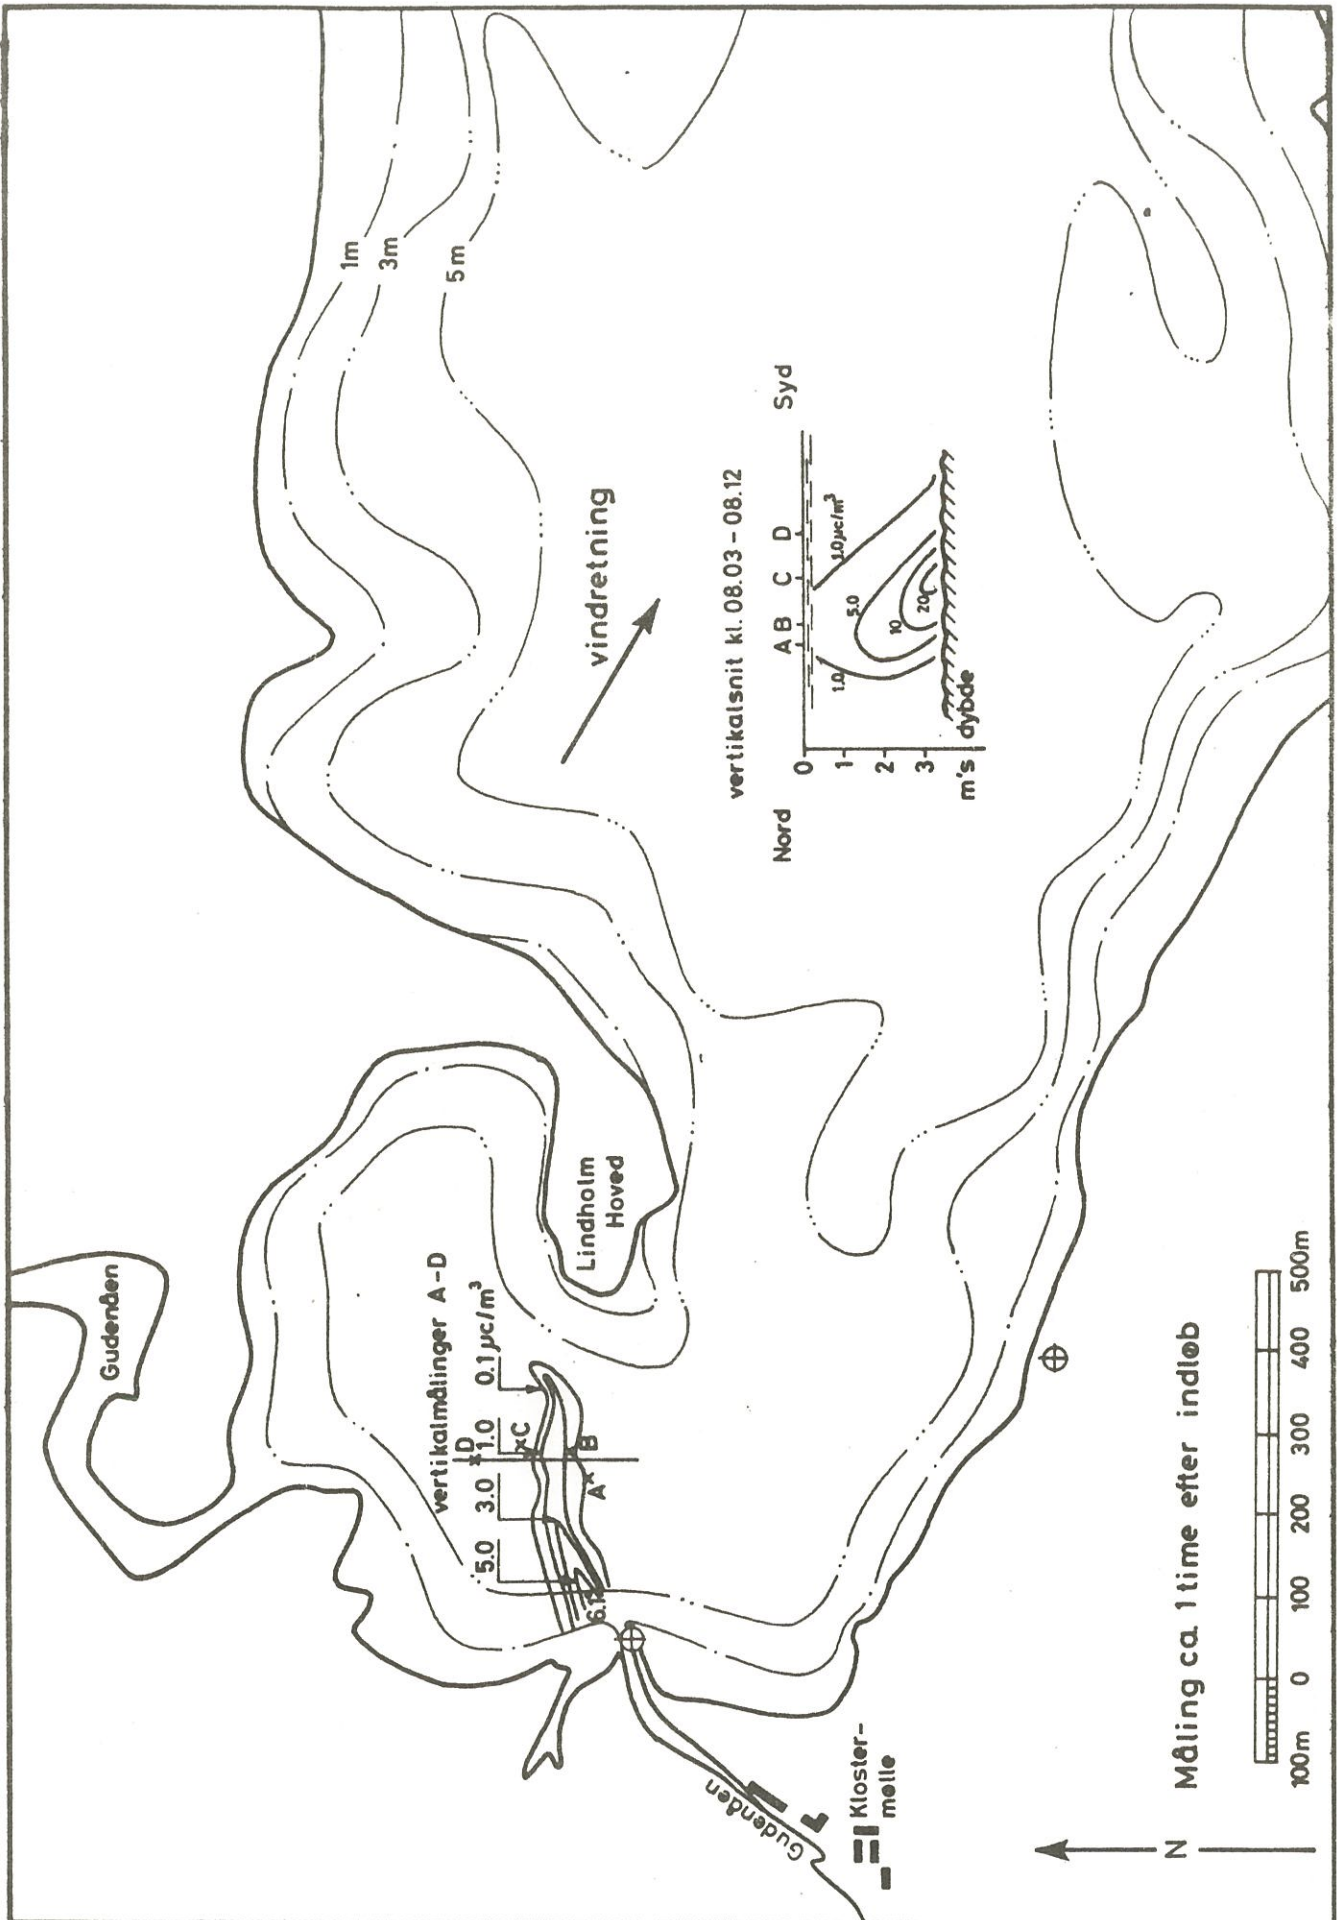 Gudenåen
1m
3m
5m
vertikalmålinger A-D
5.0
3.0
1.0
0.1 μc/m³
D
C
B
A
6.1
Lindholm
Hoved
vindretning
vertikalsnit kl. 08.03 - 08.12
Nord
A B C D
Syd
0
1
2
3
m's dybde
1.0
5.0
10
20
1.0 μc/m³
Gudenåen
Kloster-
mølle
N
Måling ca. 1 time efter indløb
100m 0 100 200 300 400 500m